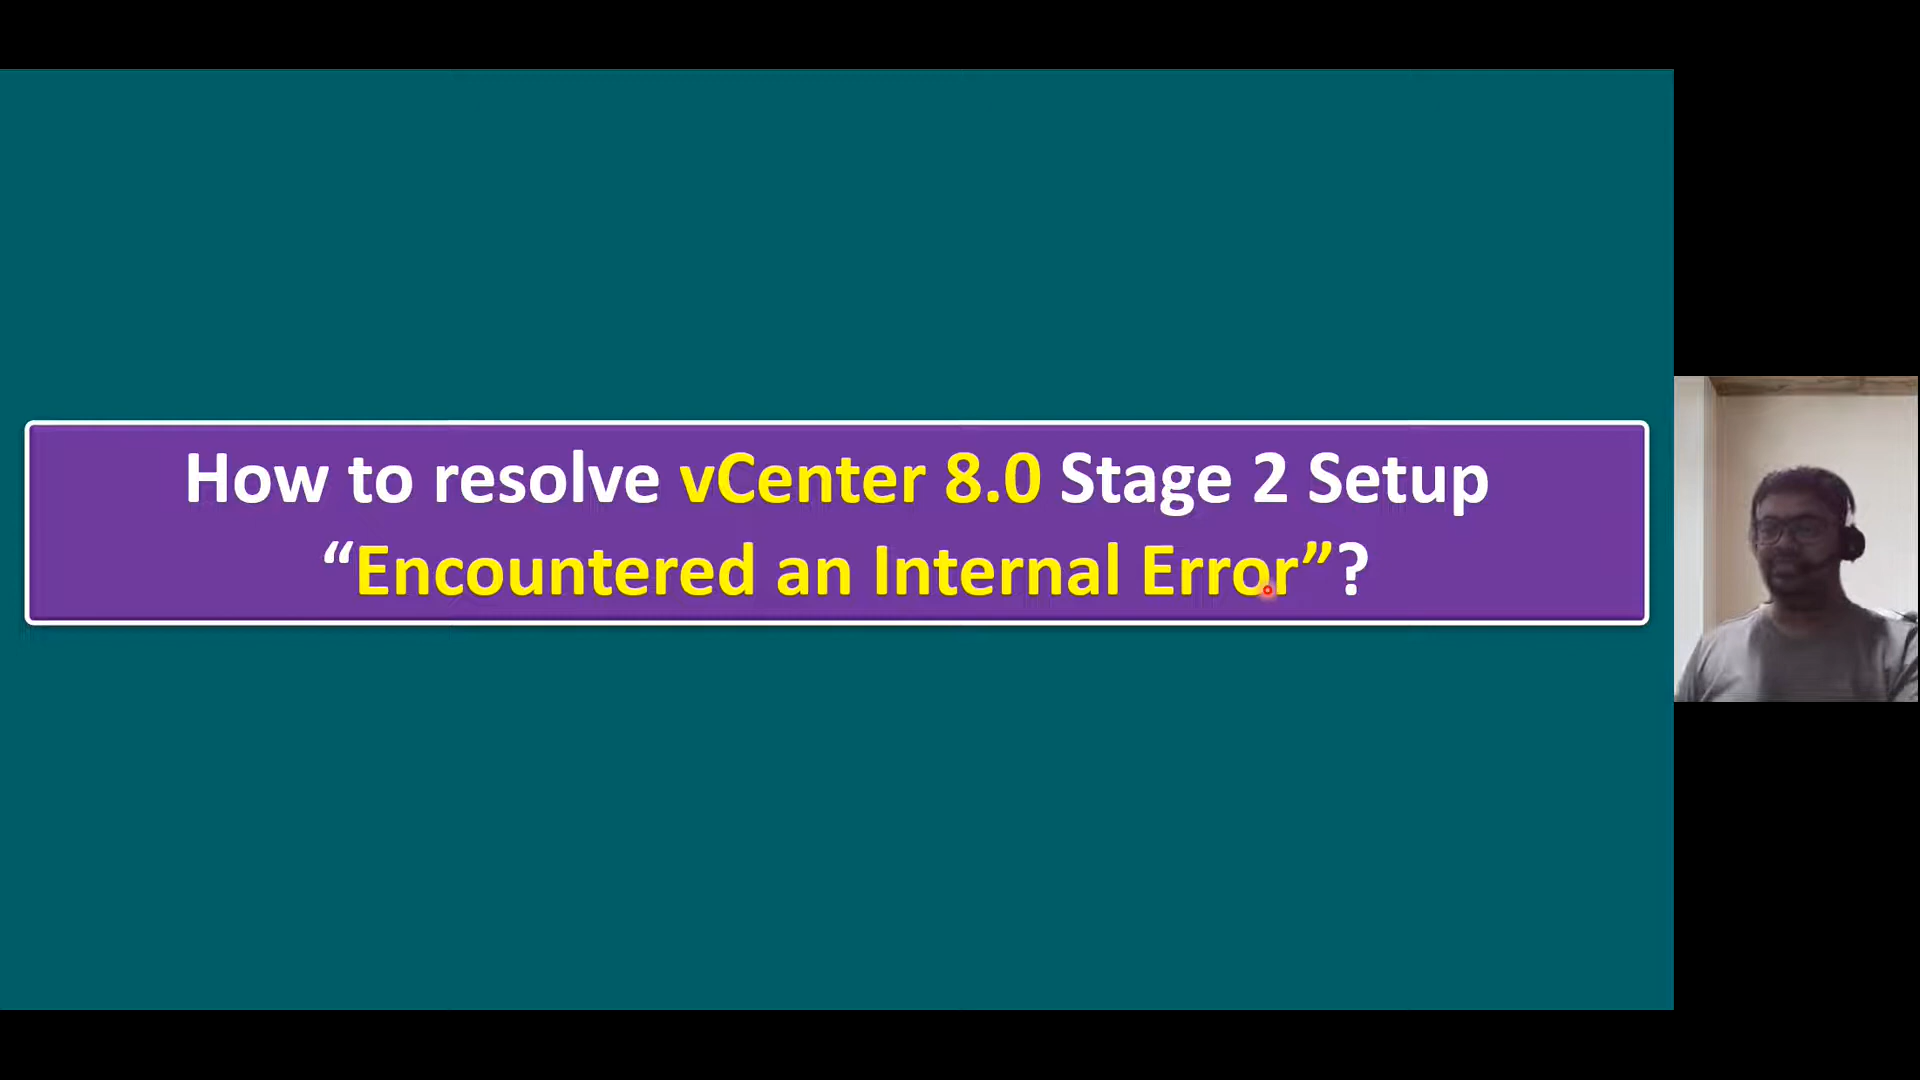 How to resolve vCenter 8.0 Stage 2 Setup
“Encountered an Internal Error”?